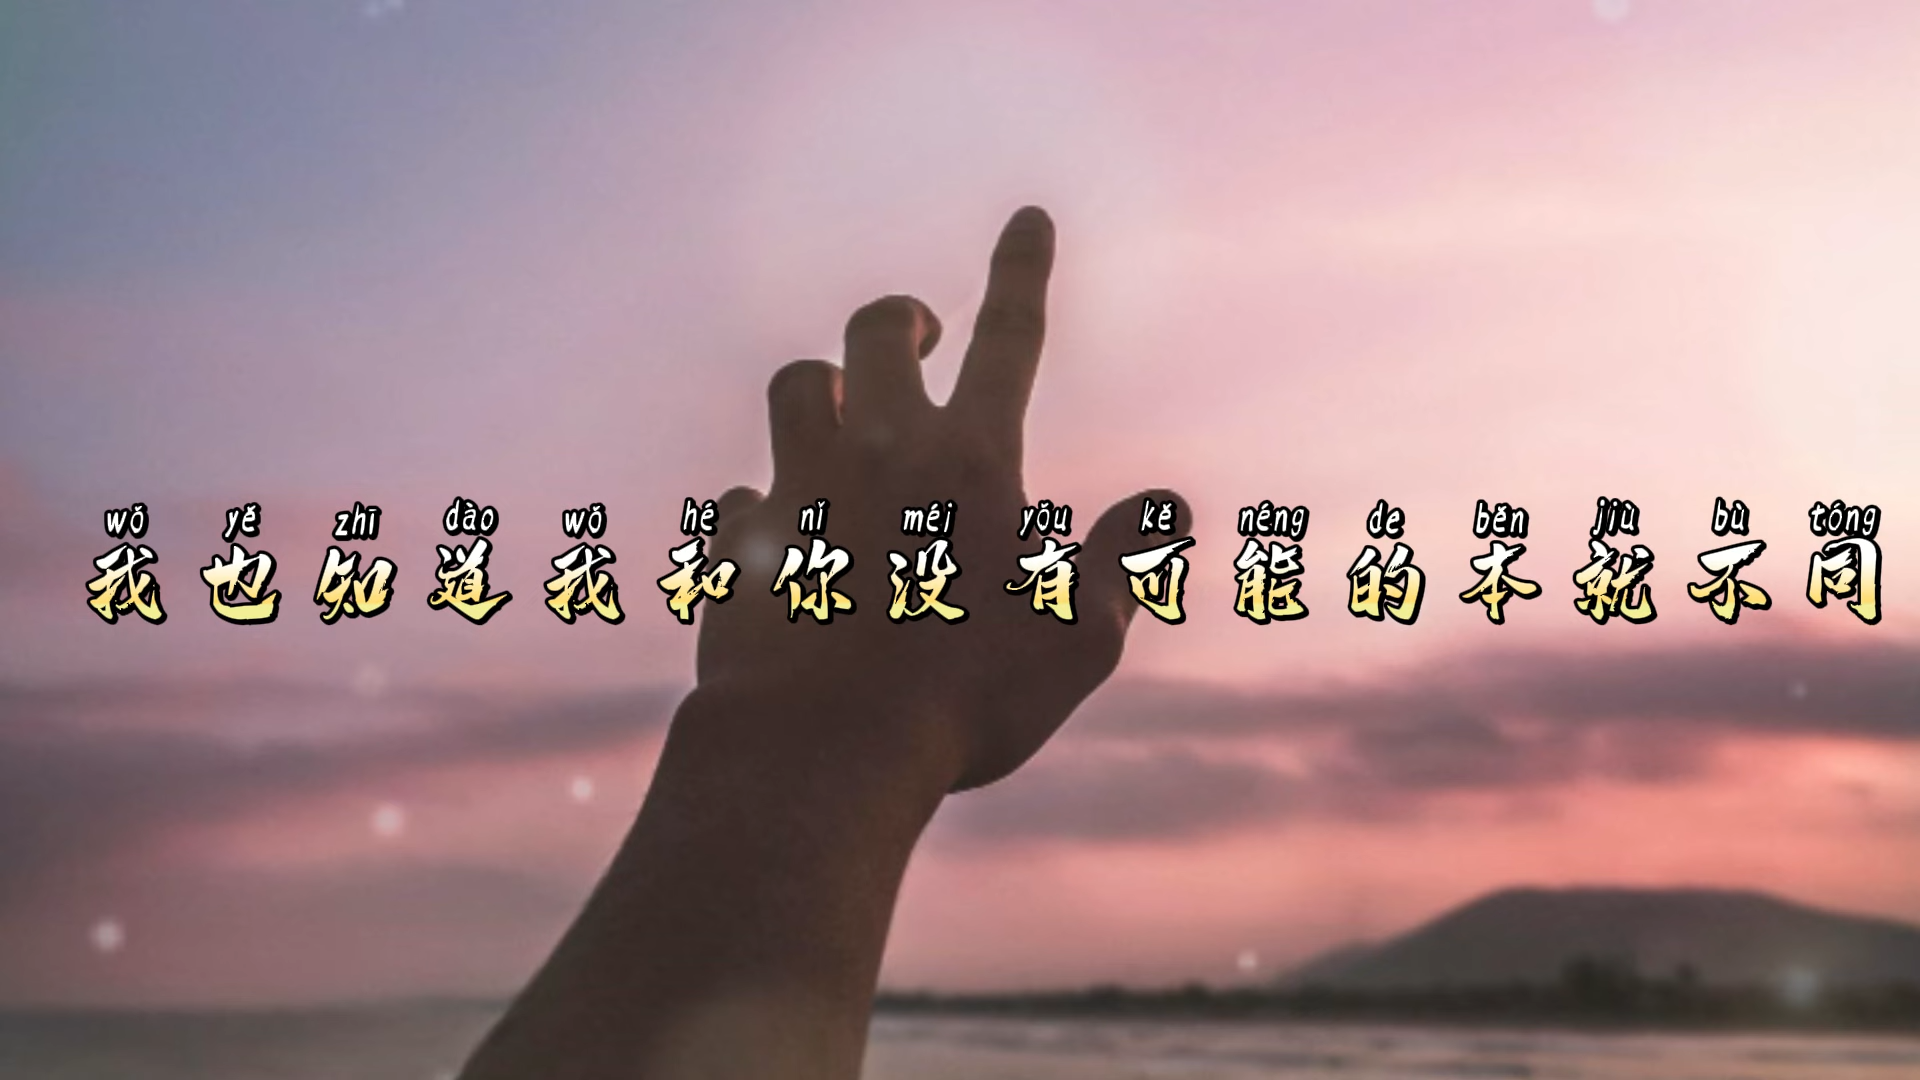 wǒ yě zhī dào wǒ hé nǐ méi yǒu kě néng de běn jiù bù tóng
我也知道我和你没有可能的本就不同